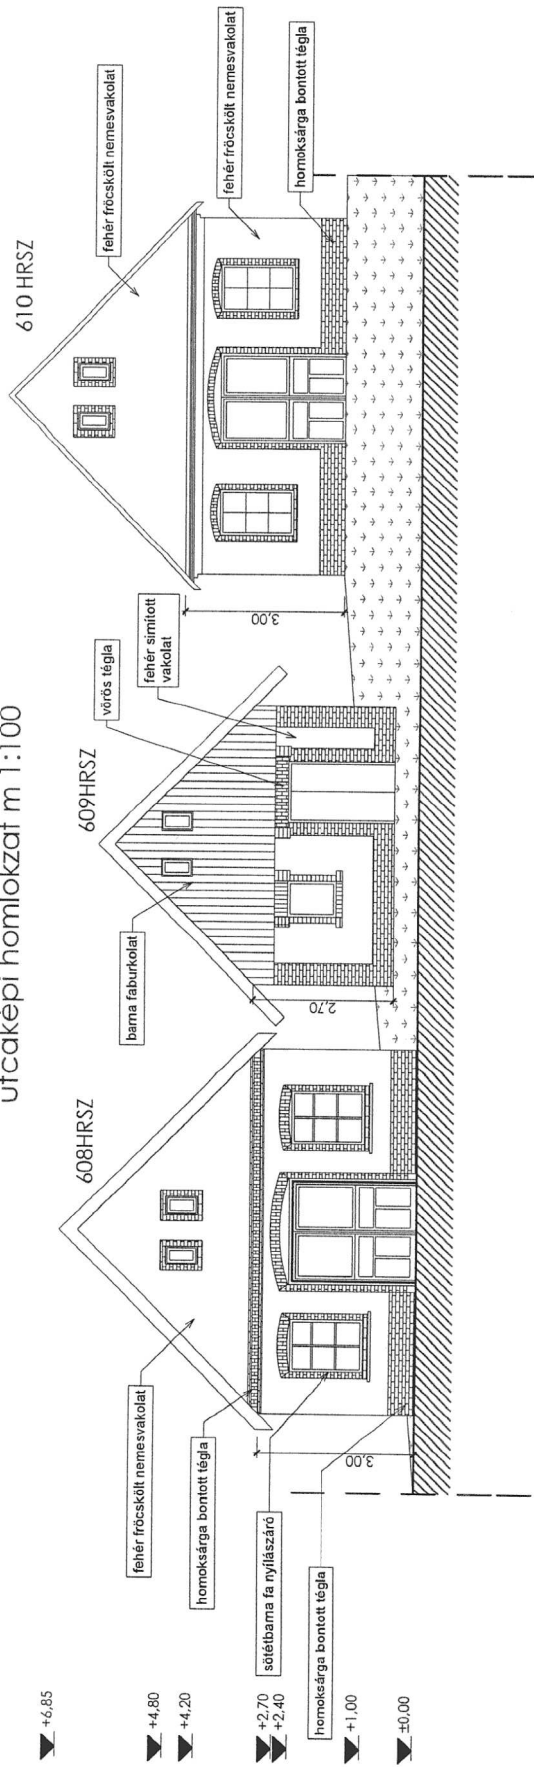 utcaképi homlokzat m 1:100
608HRSZ
609HRSZ
610 HRSZ
fehér fröcskölt nemesvakolat
homoksárga bontott tégla
sötétbarna fa nyílászáró
homoksárga bontott tégla
barna faburkolat
vörös tégla
fehér simított
vakolat
fehér fröcskölt nemesvakolat
fehér fröcskölt nemesvakolat
homoksárga bontott tégla
3,00
2,70
3,00
+6,85
+4,80
+4,20
+2,70
+2,40
+1,00
±0,00